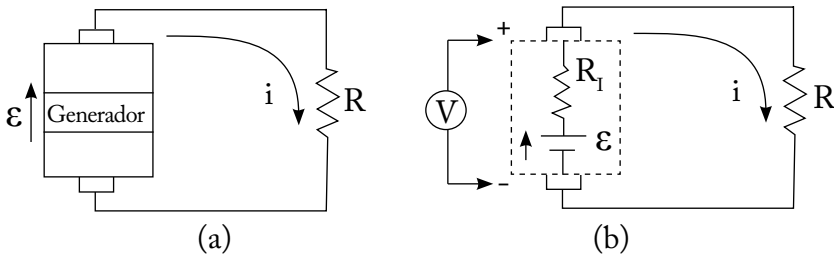 ε
Generador
i
R
(a)
+
V
-
R_I
ε
i
R
(b)